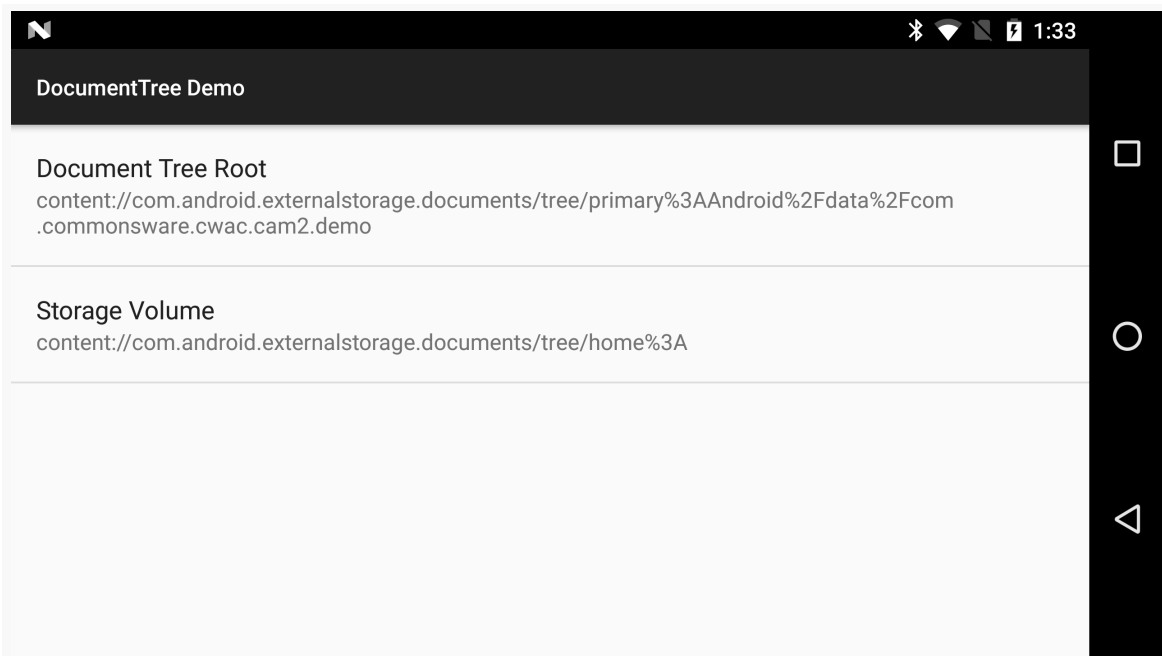 1:33
DocumentTree Demo
Document Tree Root
content://com.android.externalstorage.documents/tree/primary%3AAndroid%2Fdata%2Fcom
.commonsware.cwac.cam2.demo
Storage Volume
content://com.android.externalstorage.documents/tree/home%3A